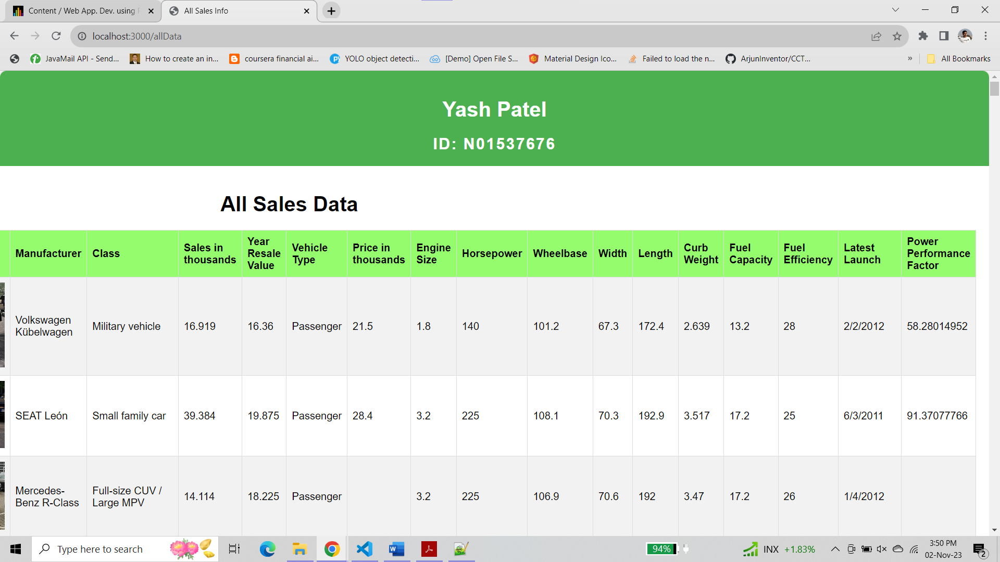 Content / Web App. Dev. using
All Sales Info
localhost:3000/allData
JavaMail API - Send...
How to create an in...
coursera financial ai...
YOLO object detecti...
[Demo] Open File S...
Material Design Ico...
Failed to load the n...
ArjunInventor/CCT...
»
All Bookmarks
Yash Patel
ID: N01537676
All Sales Data
Manufacturer Class Sales in thousands Year Resale Value Vehicle Type Price in thousands Engine Size Horsepower Wheelbase Width Length Curb Weight Fuel Capacity Fuel Efficiency Latest Launch Power Performance Factor
Volkswagen Kübelwagen Military vehicle 16.919 16.36 Passenger 21.5 1.8 140 101.2 67.3 172.4 2.639 13.2 28 2/2/2012 58.28014952
SEAT León Small family car 39.384 19.875 Passenger 28.4 3.2 225 108.1 70.3 192.9 3.517 17.2 25 6/3/2011 91.37077766
Mercedes-Benz R-Class Full-size CUV / Large MPV 14.114 18.225 Passenger 3.2 225 106.9 70.6 192 3.47 17.2 26 1/4/2012
Type here to search
94%
INX +1.83%
3:50 PM
02-Nov-23
2